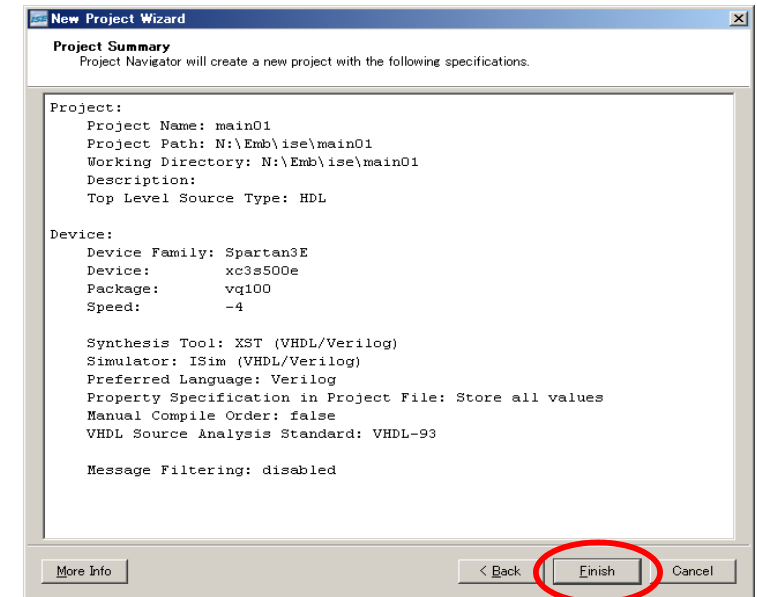 ISE New Project Wizard
Project Summary
Project Navigator will create a new project with the following specifications.
Project:
Project Name: main01
Project Path: N:\Emb\ise\main01
Working Directory: N:\Emb\ise\main01
Description:
Top Level Source Type: HDL
Device:
Device Family: Spartan3E
Device: xc3s500e
Package: vq100
Speed: -4
Synthesis Tool: XST (VHDL/Verilog)
Simulator: ISim (VHDL/Verilog)
Preferred Language: Verilog
Property Specification in Project File: Store all values
Manual Compile Order: false
VHDL Source Analysis Standard: VHDL-93
Message Filtering: disabled
More Info < Back Finish Cancel